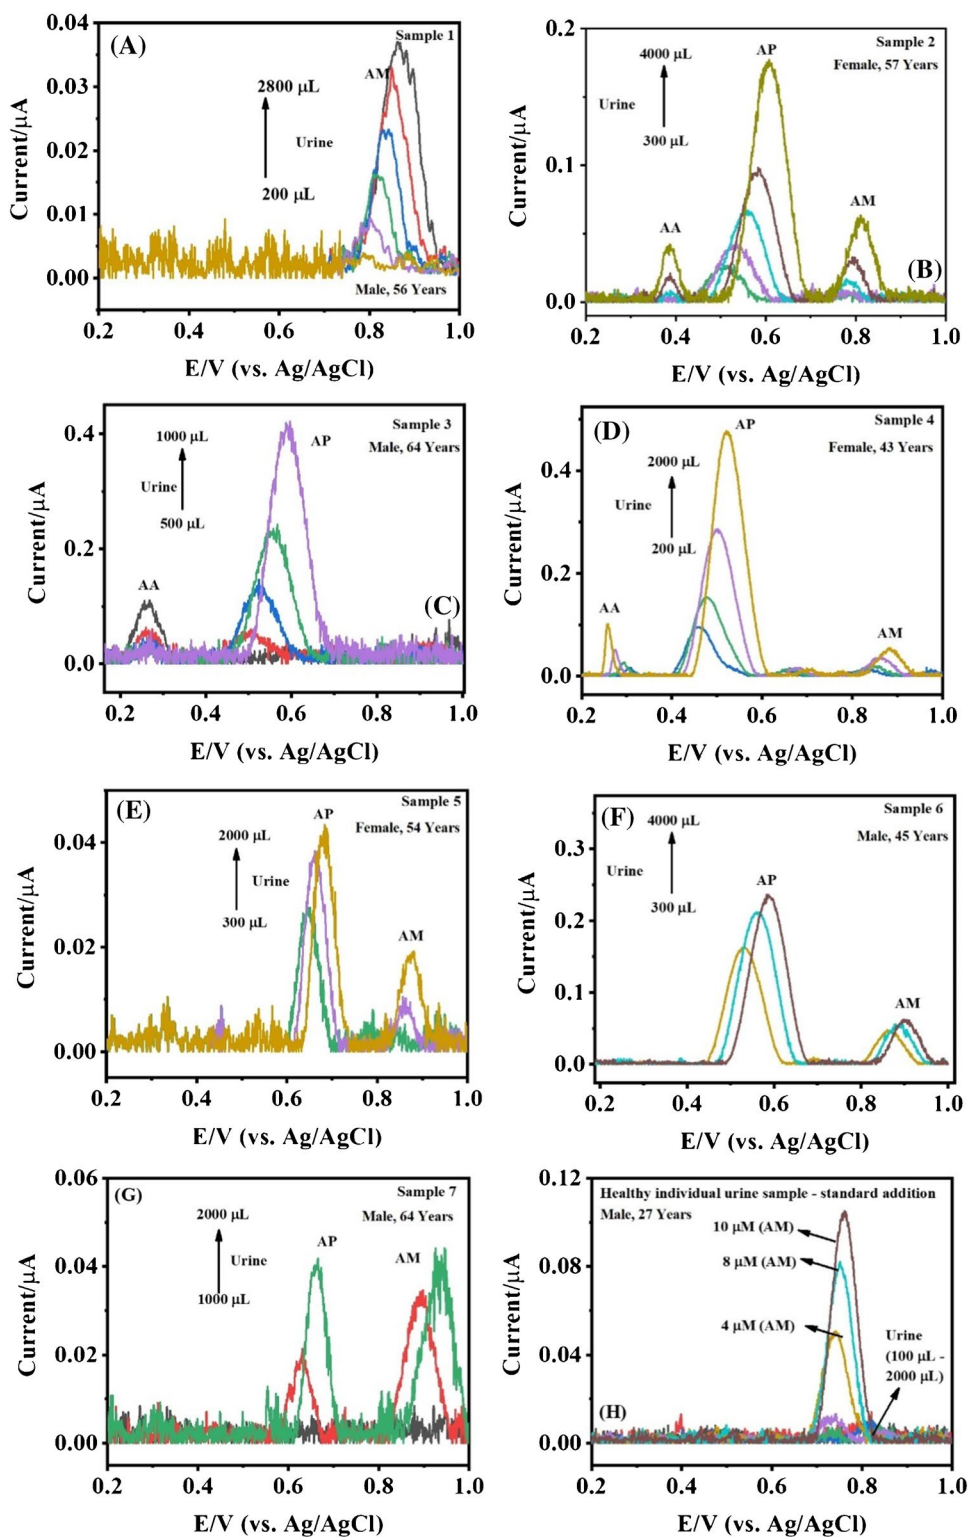 (A)
Sample 1
AM
2800 μL
Urine
200 μL
Male, 56 Years
0.04
0.03
0.02
0.01
0.00
Current/μA
0.2 0.4 0.6 0.8 1.0
E/V (vs. Ag/AgCl)
(B)
Sample 2
Female, 57 Years
4000 μL
Urine
300 μL
AP
AA
AM
0.2
0.1
0.0
Current/μA
0.2 0.4 0.6 0.8 1.0
E/V (vs. Ag/AgCl)
(C)
Sample 3
Male, 64 Years
1000 μL
Urine
500 μL
AP
AA
0.4
0.2
0.0
Current/μA
0.2 0.4 0.6 0.8 1.0
E/V (vs. Ag/AgCl)
(D)
Sample 4
Female, 43 Years
2000 μL
Urine
200 μL
AP
AA
AM
0.4
0.2
0.0
Current/μA
0.2 0.4 0.6 0.8 1.0
E/V (vs. Ag/AgCl)
(E)
Sample 5
Female, 54 Years
2000 μL
Urine
300 μL
AP
AM
0.04
0.02
0.00
Current/μA
0.2 0.4 0.6 0.8 1.0
E/V (vs. Ag/AgCl)
(F)
Sample 6
Male, 45 Years
4000 μL
Urine
300 μL
AP
AM
0.3
0.2
0.1
0.0
Current/μA
0.2 0.4 0.6 0.8 1.0
E/V (vs. Ag/AgCl)
(G)
Sample 7
Male, 64 Years
2000 μL
Urine
1000 μL
AP
AM
0.06
0.04
0.02
0.00
Current/μA
0.2 0.4 0.6 0.8 1.0
E/V (vs. Ag/AgCl)
Healthy individual urine sample - standard addition
Male, 27 Years
10 μM (AM)
8 μM (AM)
4 μM (AM)
Urine
(100 μL -
2000 μL)
(H)
0.12
0.08
0.04
0.00
Current/μA
0.2 0.4 0.6 0.8 1.0
E/V (vs. Ag/AgCl)